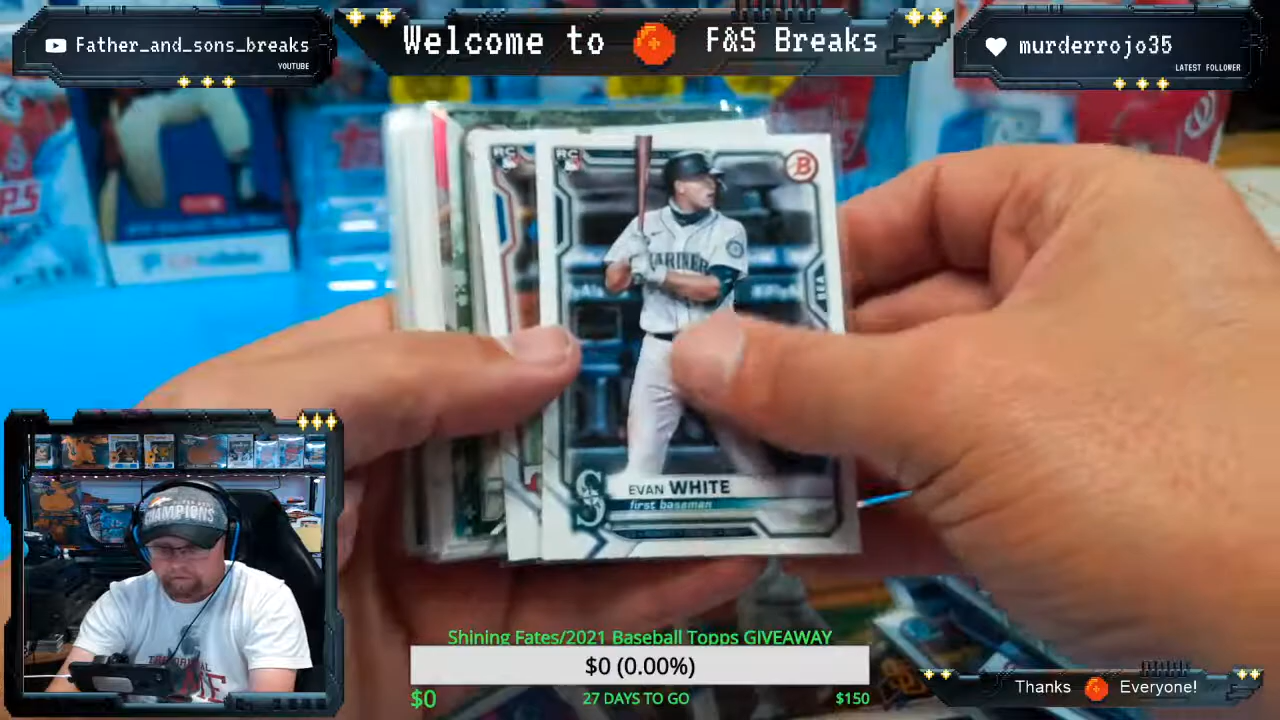 Father_and_sons_breaks
YOUTUBE
Welcome to F&S Breaks
murderrojo35
LATEST FOLLOWER
RC
RC
B
MARINERS
EVAN WHITE
first baseman
CHAMPIONS
Shining Fates/2021 Baseball Topps GIVEAWAY
$0 (0.00%)
$0
27 DAYS TO GO
$150
Thanks Everyone!